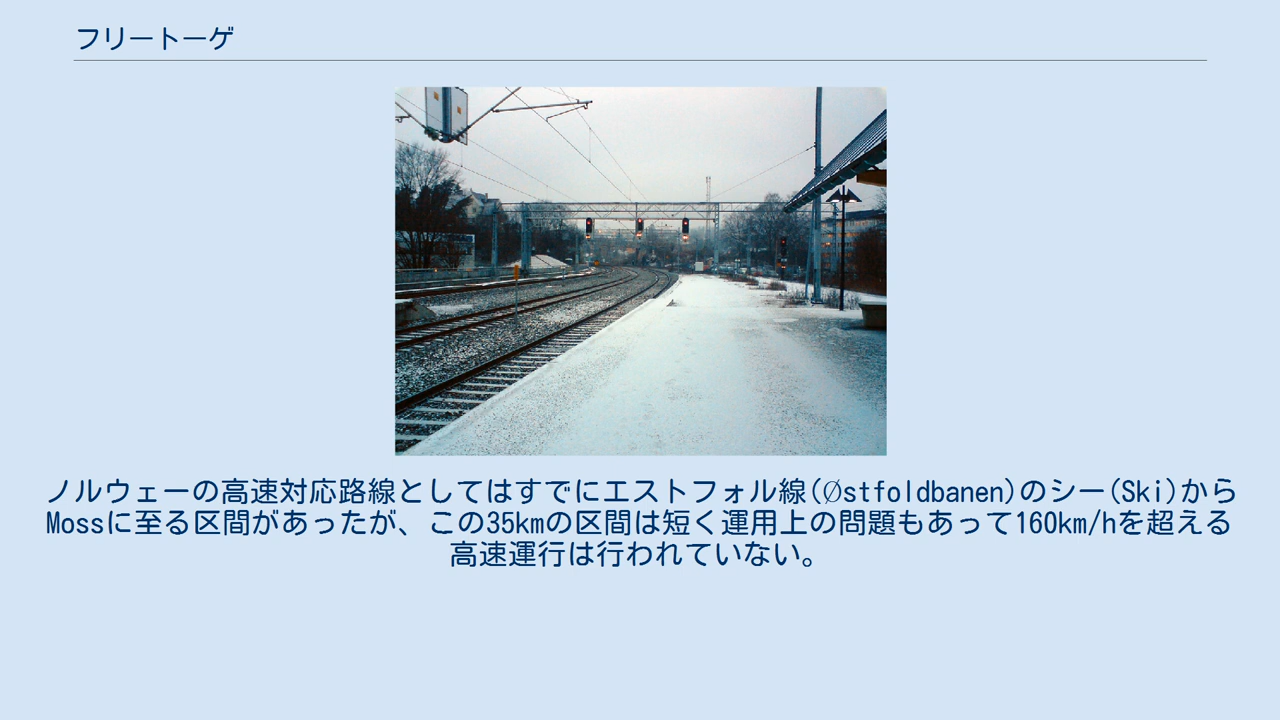 フリートーゲ
ノルウェーの高速対応路線としてはすでにエストフォル線(Østfoldbanen)のシー(Ski)から
Mossに至る区間があったが、この35kmの区間は短く運用上の問題もあって160km/hを超える
高速運行は行われていない。